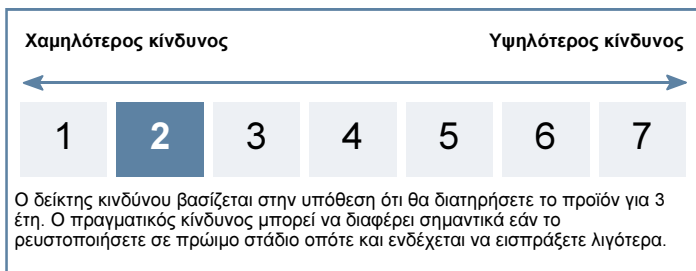 Χαμηλότερος κίνδυνος Υψηλότερος κίνδυνος
1 2 3 4 5 6 7
Ο δείκτης κινδύνου βασίζεται στην υπόθεση ότι θα διατηρήσετε το προϊόν για 3
έτη. Ο πραγματικός κίνδυνος μπορεί να διαφέρει σημαντικά εάν το
ρευστοποιήσετε σε πρώιμο στάδιο οπότε και ενδέχεται να εισπράξετε λιγότερα.